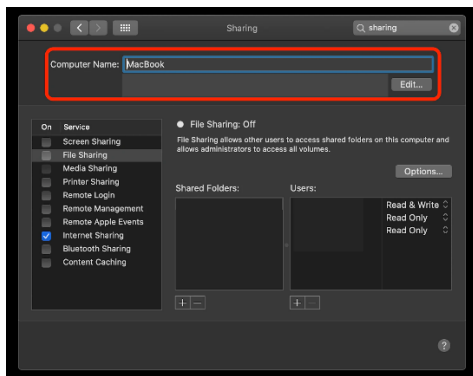 Sharing
sharing
Computer Name: MacBook
Edit...
On Service
Screen Sharing
File Sharing
Media Sharing
Printer Sharing
Remote Login
Remote Management
Remote Apple Events
Internet Sharing
Bluetooth Sharing
Content Caching
File Sharing: Off
File Sharing allows other users to access shared folders on this computer and
allows administrators to access all volumes.
Options...
Shared Folders:
Users:
Read & Write
Read Only
Read Only
+ −
+ −
?